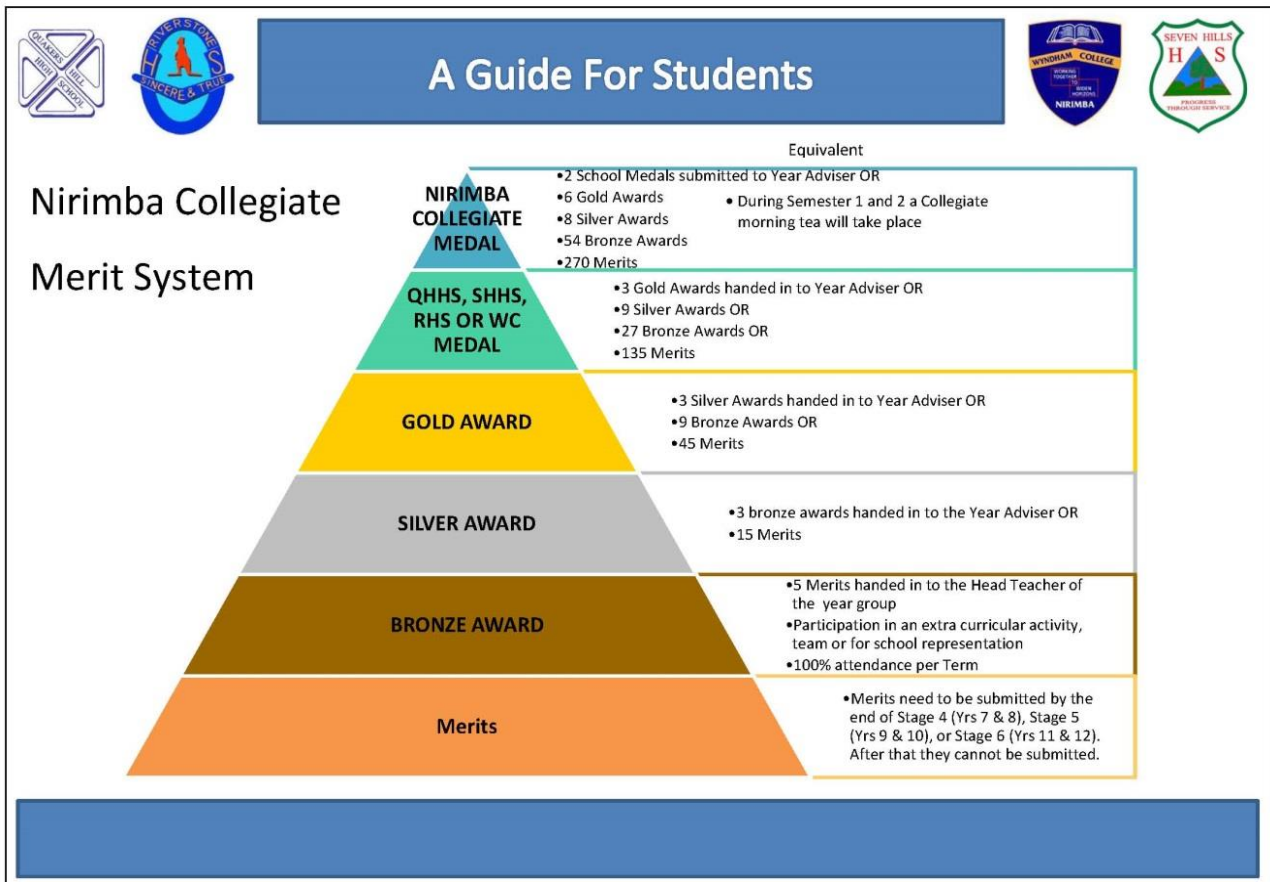 QUAKERS
HILL
HIGH
SCHOOL
RIVERSTONE
H S
SINCERE & TRUE
A Guide For Students
WYNDHAM COLLEGE
WORKING
TOGETHER
TO
WIDEN
HORIZONS
NIRIMBA
SEVEN HILLS
H S
PROGRESS
THROUGH SERVICE
Nirimba Collegiate
Merit System
Equivalent
NIRIMBA
COLLEGIATE
MEDAL
•2 School Medals submitted to Year Adviser OR
•6 Gold Awards
•8 Silver Awards
•54 Bronze Awards
•270 Merits
• During Semester 1 and 2 a Collegiate
morning tea will take place
QHHS, SHHS,
RHS OR WC
MEDAL
•3 Gold Awards handed in to Year Adviser OR
•9 Silver Awards OR
•27 Bronze Awards OR
•135 Merits
GOLD AWARD
•3 Silver Awards handed in to Year Adviser OR
•9 Bronze Awards OR
•45 Merits
SILVER AWARD
•3 bronze awards handed in to the Year Adviser OR
•15 Merits
BRONZE AWARD
•5 Merits handed in to the Head Teacher of
the year group
•Participation in an extra curricular activity,
team or for school representation
•100% attendance per Term
Merits
•Merits need to be submitted by the
end of Stage 4 (Yrs 7 & 8), Stage 5
(Yrs 9 & 10), or Stage 6 (Yrs 11 & 12).
After that they cannot be submitted.